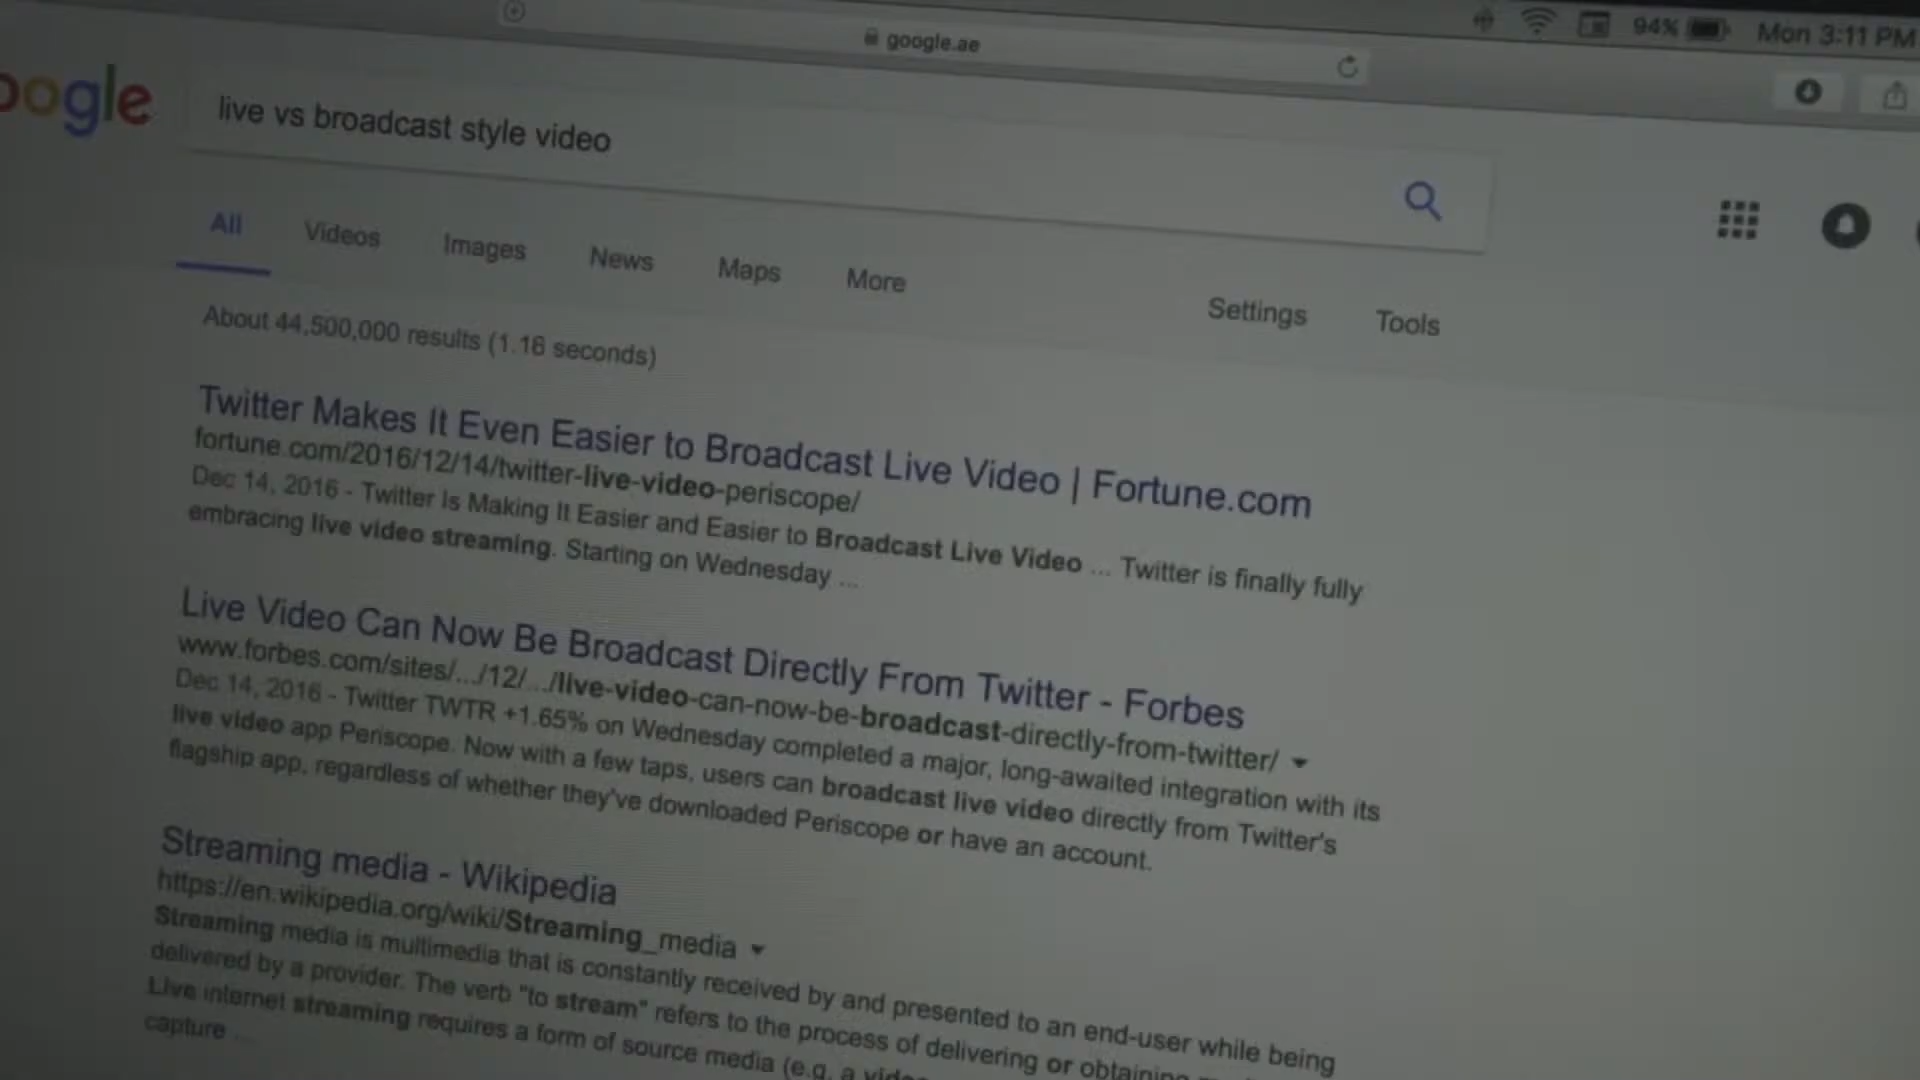 94% Mon 3:11 PM
google.ae
oogle live vs broadcast style video
All Videos Images News Maps More Settings Tools
About 44,500,000 results (1.16 seconds)
Twitter Makes It Even Easier to Broadcast Live Video | Fortune.com
fortune.com/2016/12/14/twitter-live-video-periscope/
Dec 14, 2016 - Twitter Is Making It Easier and Easier to Broadcast Live Video ... Twitter is finally fully
embracing live video streaming. Starting on Wednesday ...
Live Video Can Now Be Broadcast Directly From Twitter - Forbes
www.forbes.com/sites/.../12/.../live-video-can-now-be-broadcast-directly-from-twitter/
Dec 14, 2016 - Twitter TWTR +1.65% on Wednesday completed a major, long-awaited integration with its
live video app Periscope. Now with a few taps, users can broadcast live video directly from Twitter's
flagship app, regardless of whether they've downloaded Periscope or have an account.
Streaming media - Wikipedia
https://en.wikipedia.org/wiki/Streaming_media
Streaming media is multimedia that is constantly received by and presented to an end-user while being
delivered by a provider. The verb "to stream" refers to the process of delivering or obtaining
Live internet streaming requires a form of source media (e.g. a
capture ...